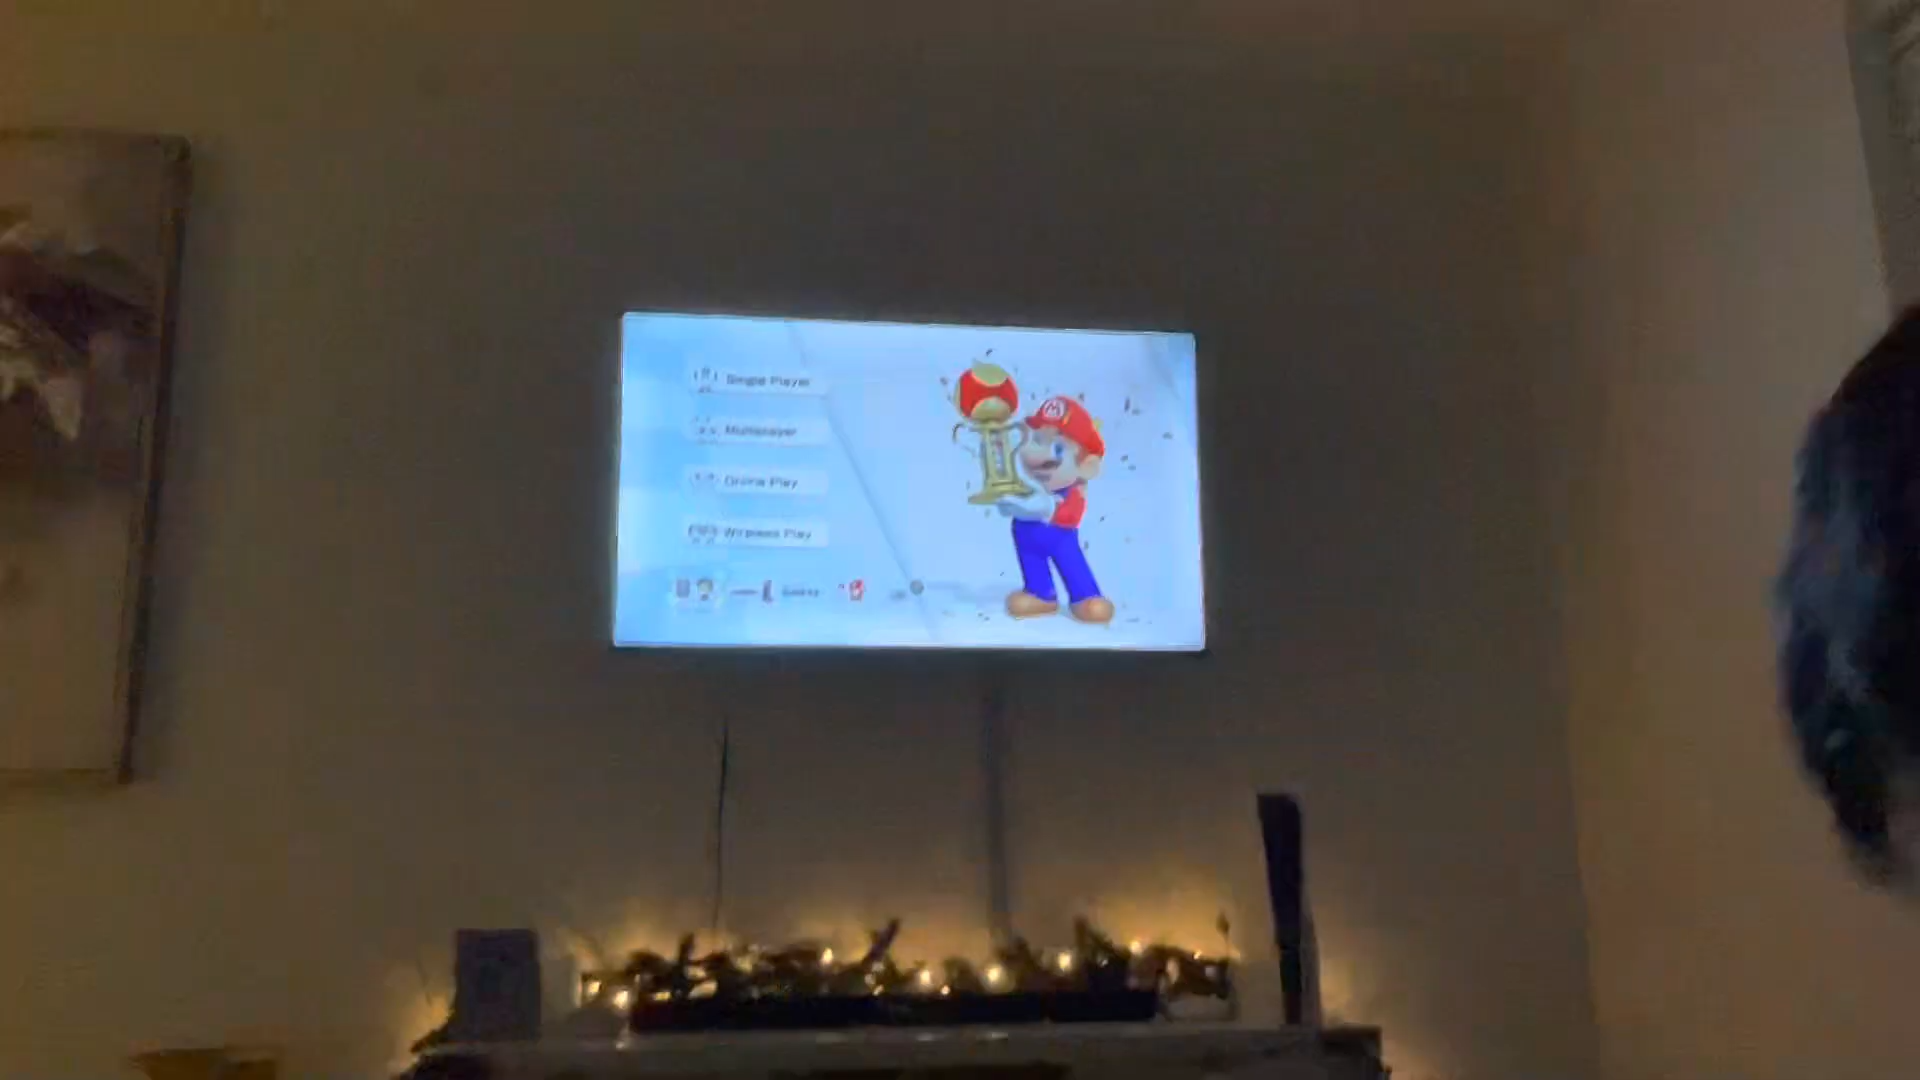 Single Player
Multiplayer
Online Play
Wireless Play
M